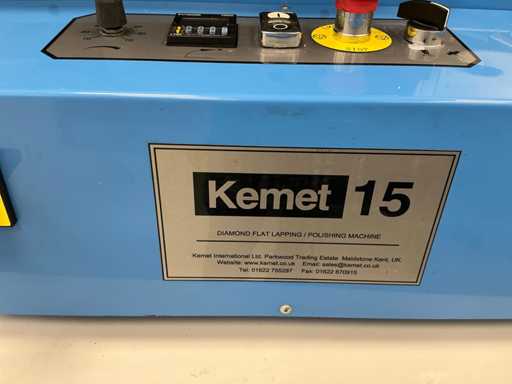 STOP
Kemet 15
DIAMOND FLAT LAPPING / POLISHING MACHINE
Kemet International Ltd. Parkwood Trading Estate. Maidstone Kent, UK.
Website: www.kemet.co.uk Email: sales@kemet.co.uk
Tel: 01622 755287 Fax: 01622 670915